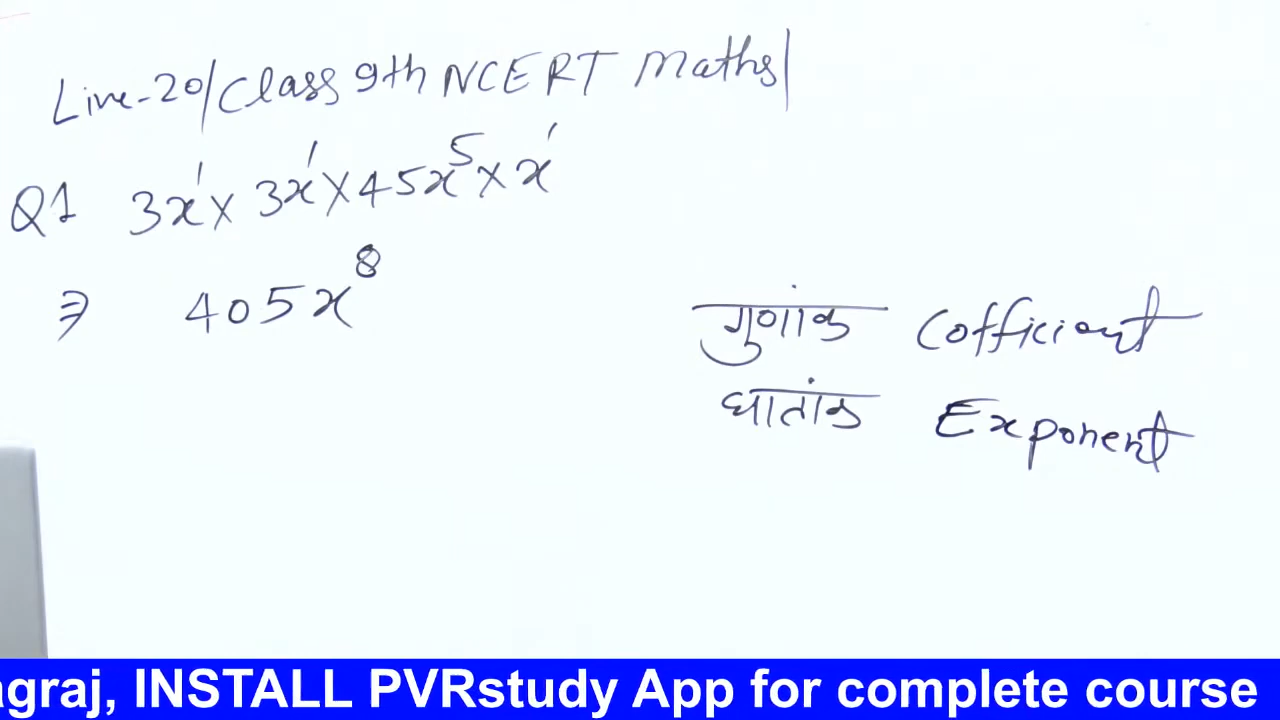 Live-20/Class 9th NCERT Maths/
Q1 3x¹ × 3x¹ × 45x⁵ × x¹
⇒ 405x⁸
गुणांक Cofficient
घातांक Exponent
agraj, INSTALL PVRstudy App for complete course